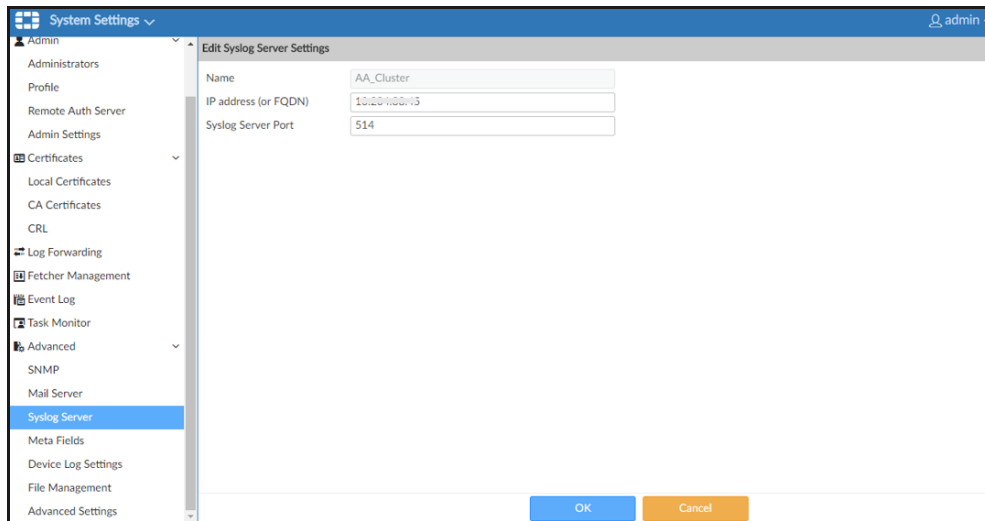 System Settings
admin
Admin
Administrators
Profile
Remote Auth Server
Admin Settings
Certificates
Local Certificates
CA Certificates
CRL
Log Forwarding
Fetcher Management
Event Log
Task Monitor
Advanced
SNMP
Mail Server
Syslog Server
Meta Fields
Device Log Settings
File Management
Advanced Settings
Edit Syslog Server Settings
Name AA_Cluster
IP address (or FQDN)
Syslog Server Port 514
OK Cancel